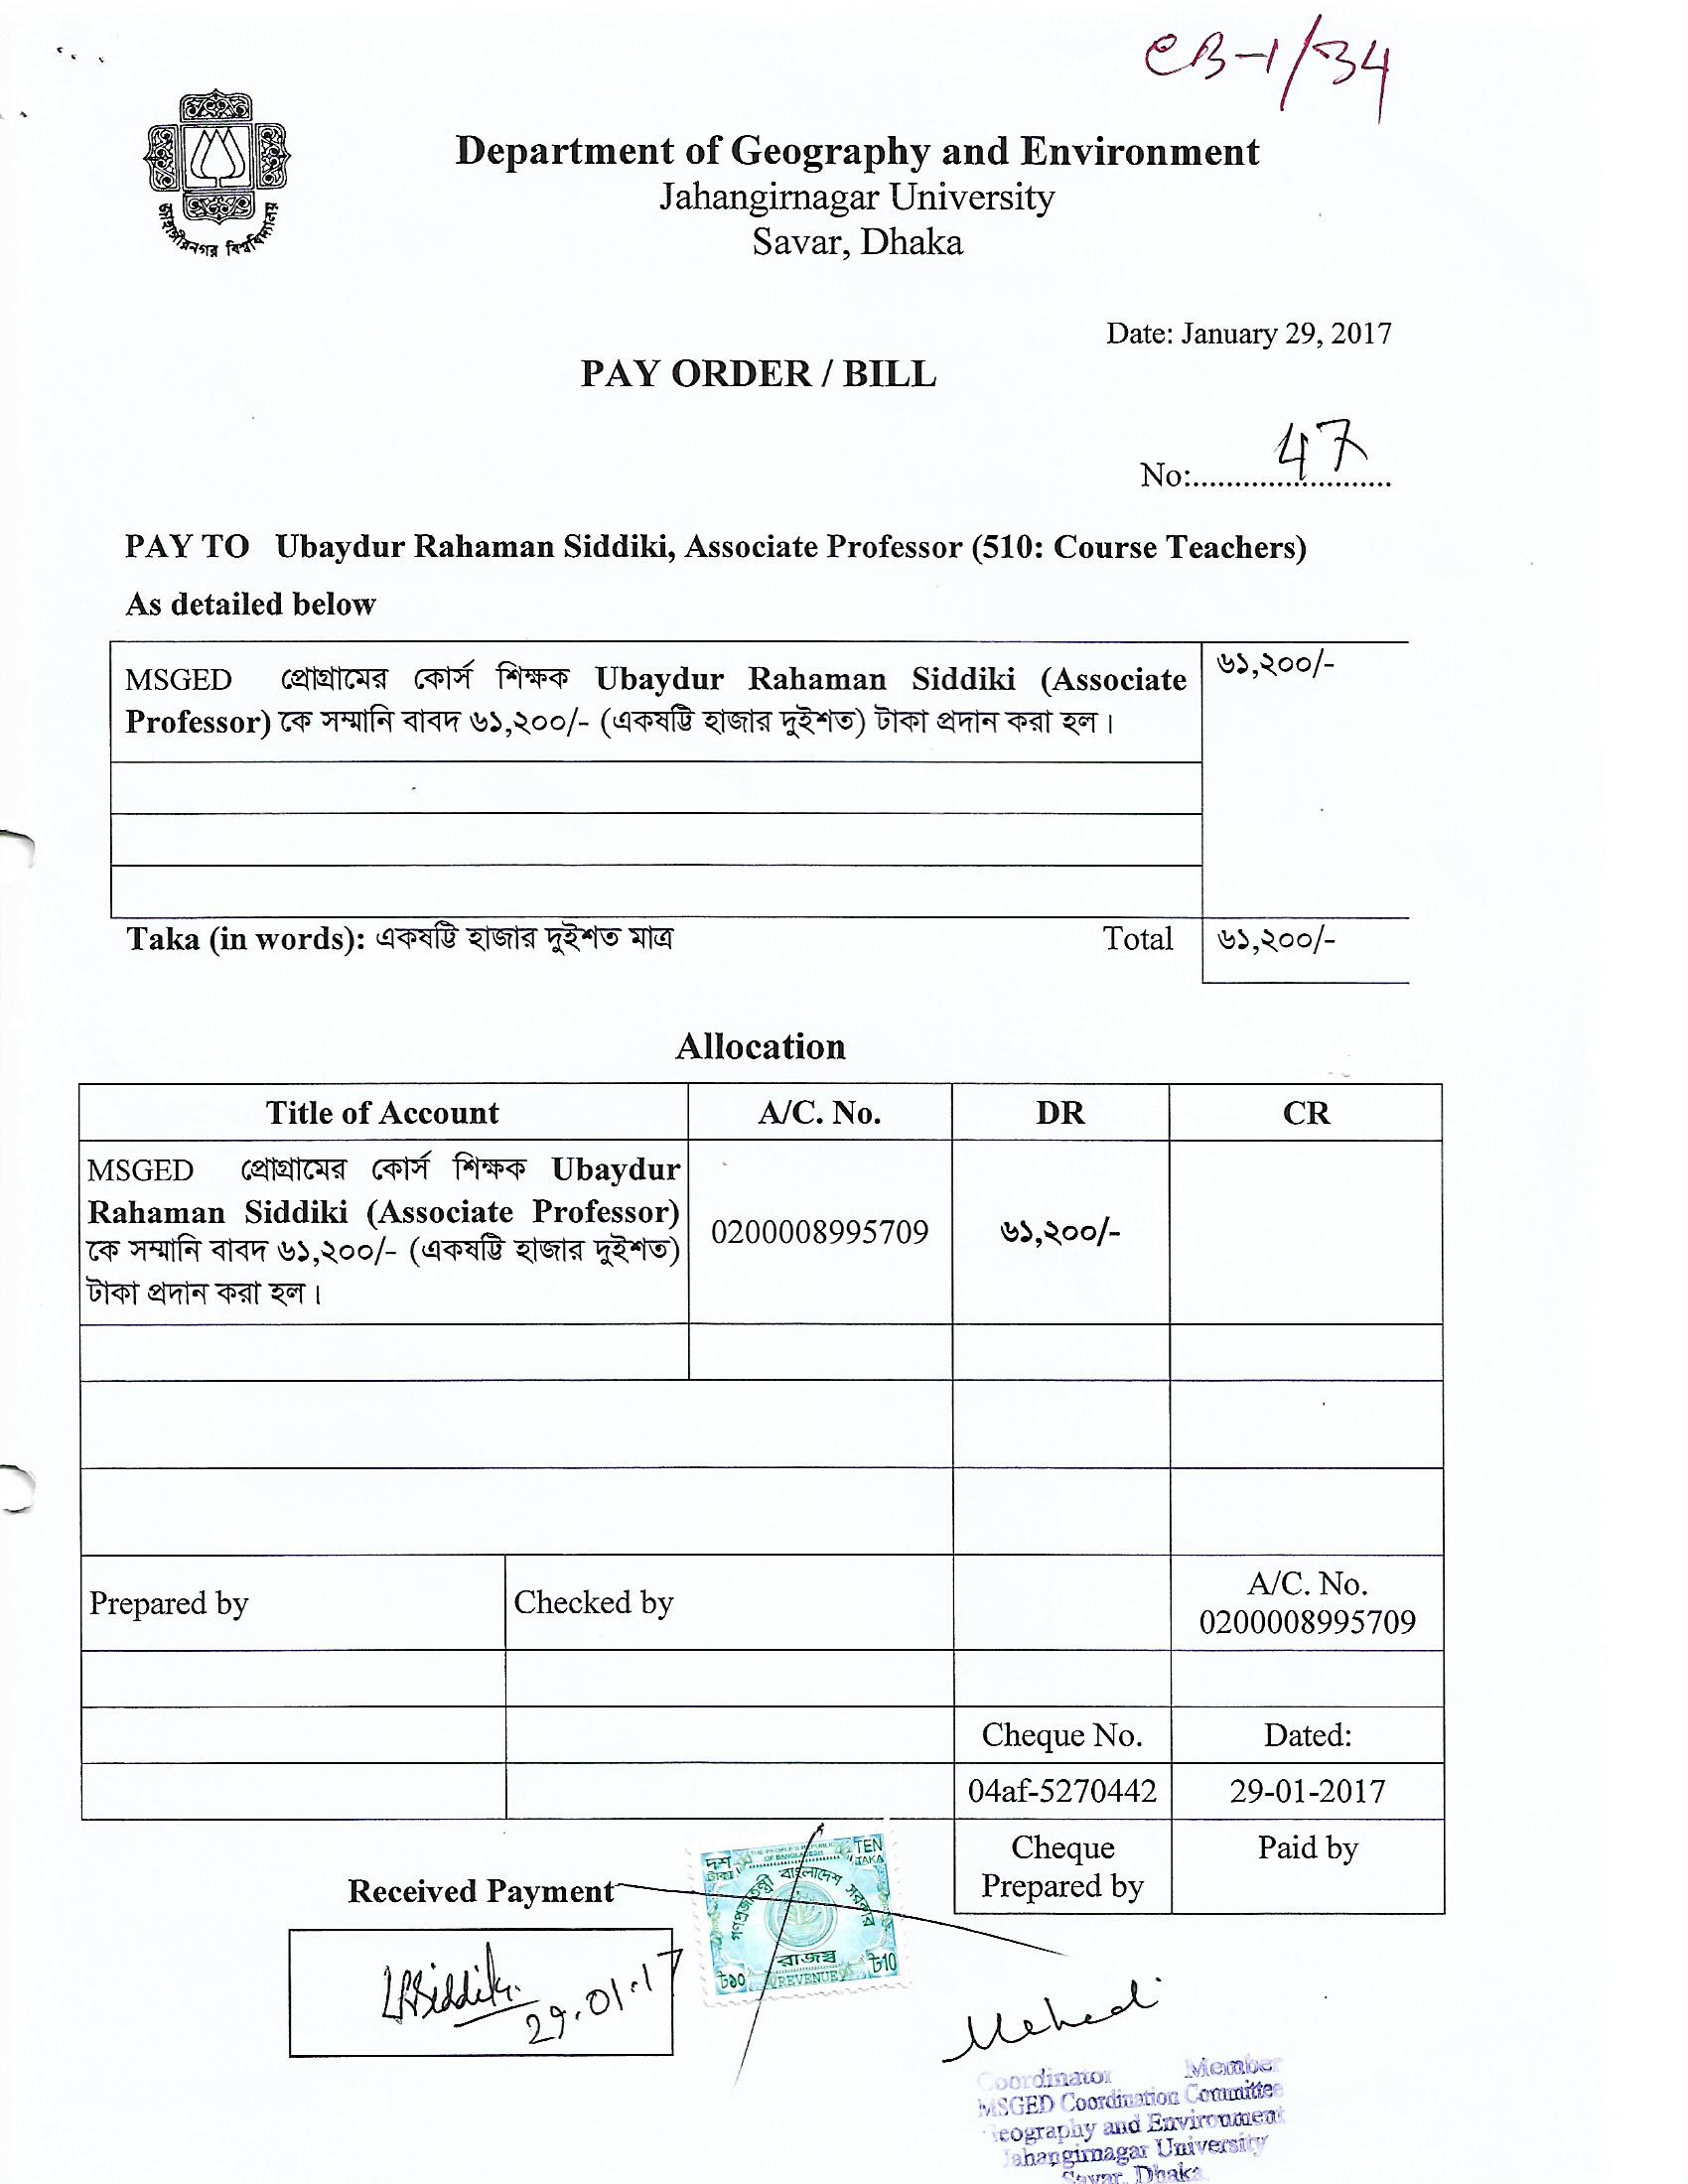 CB-1/34
জাহাঙ্গীরনগর বিশ্ববিদ্যালয়
Department of Geography and Environment
Jahangirnagar University
Savar, Dhaka
Date: January 29, 2017
PAY ORDER / BILL
No:........................ 47
PAY TO Ubaydur Rahaman Siddiki, Associate Professor (510: Course Teachers)
As detailed below
MSGED প্রোগ্রামের কোর্স শিক্ষক Ubaydur Rahaman Siddiki (Associate ৬১,২০০/-
Professor) কে সম্মানি বাবদ ৬১,২০০/- (একষট্টি হাজার দুইশত) টাকা প্রদান করা হল।
Taka (in words): একষট্টি হাজার দুইশত মাত্র Total ৬১,২০০/-
Allocation
Title of Account A/C. No. DR CR
MSGED প্রোগ্রামের কোর্স শিক্ষক Ubaydur
Rahaman Siddiki (Associate Professor)
কে সম্মানি বাবদ ৬১,২০০/- (একষট্টি হাজার দুইশত)
টাকা প্রদান করা হল।
0200008995709 ৬১,২০০/-
Prepared by Checked by A/C. No.
0200008995709
Cheque No. Dated:
04af-5270442 29-01-2017
Cheque Paid by
Prepared by
Received Payment
দশ টাকা
THE PEOPLE'S REPUBLIC OF BANGLADESH
TEN TAKA
গণপ্রজাতন্ত্রী বাংলাদেশ সরকার
রাজস্ব
৳১০ REVENUE ৳10
URSiddiki
29.01.17
Mehedi
Coordinator Member
MSGED Coordination Committee
Geography and Environment
Jahangirnagar University
Savar, Dhaka